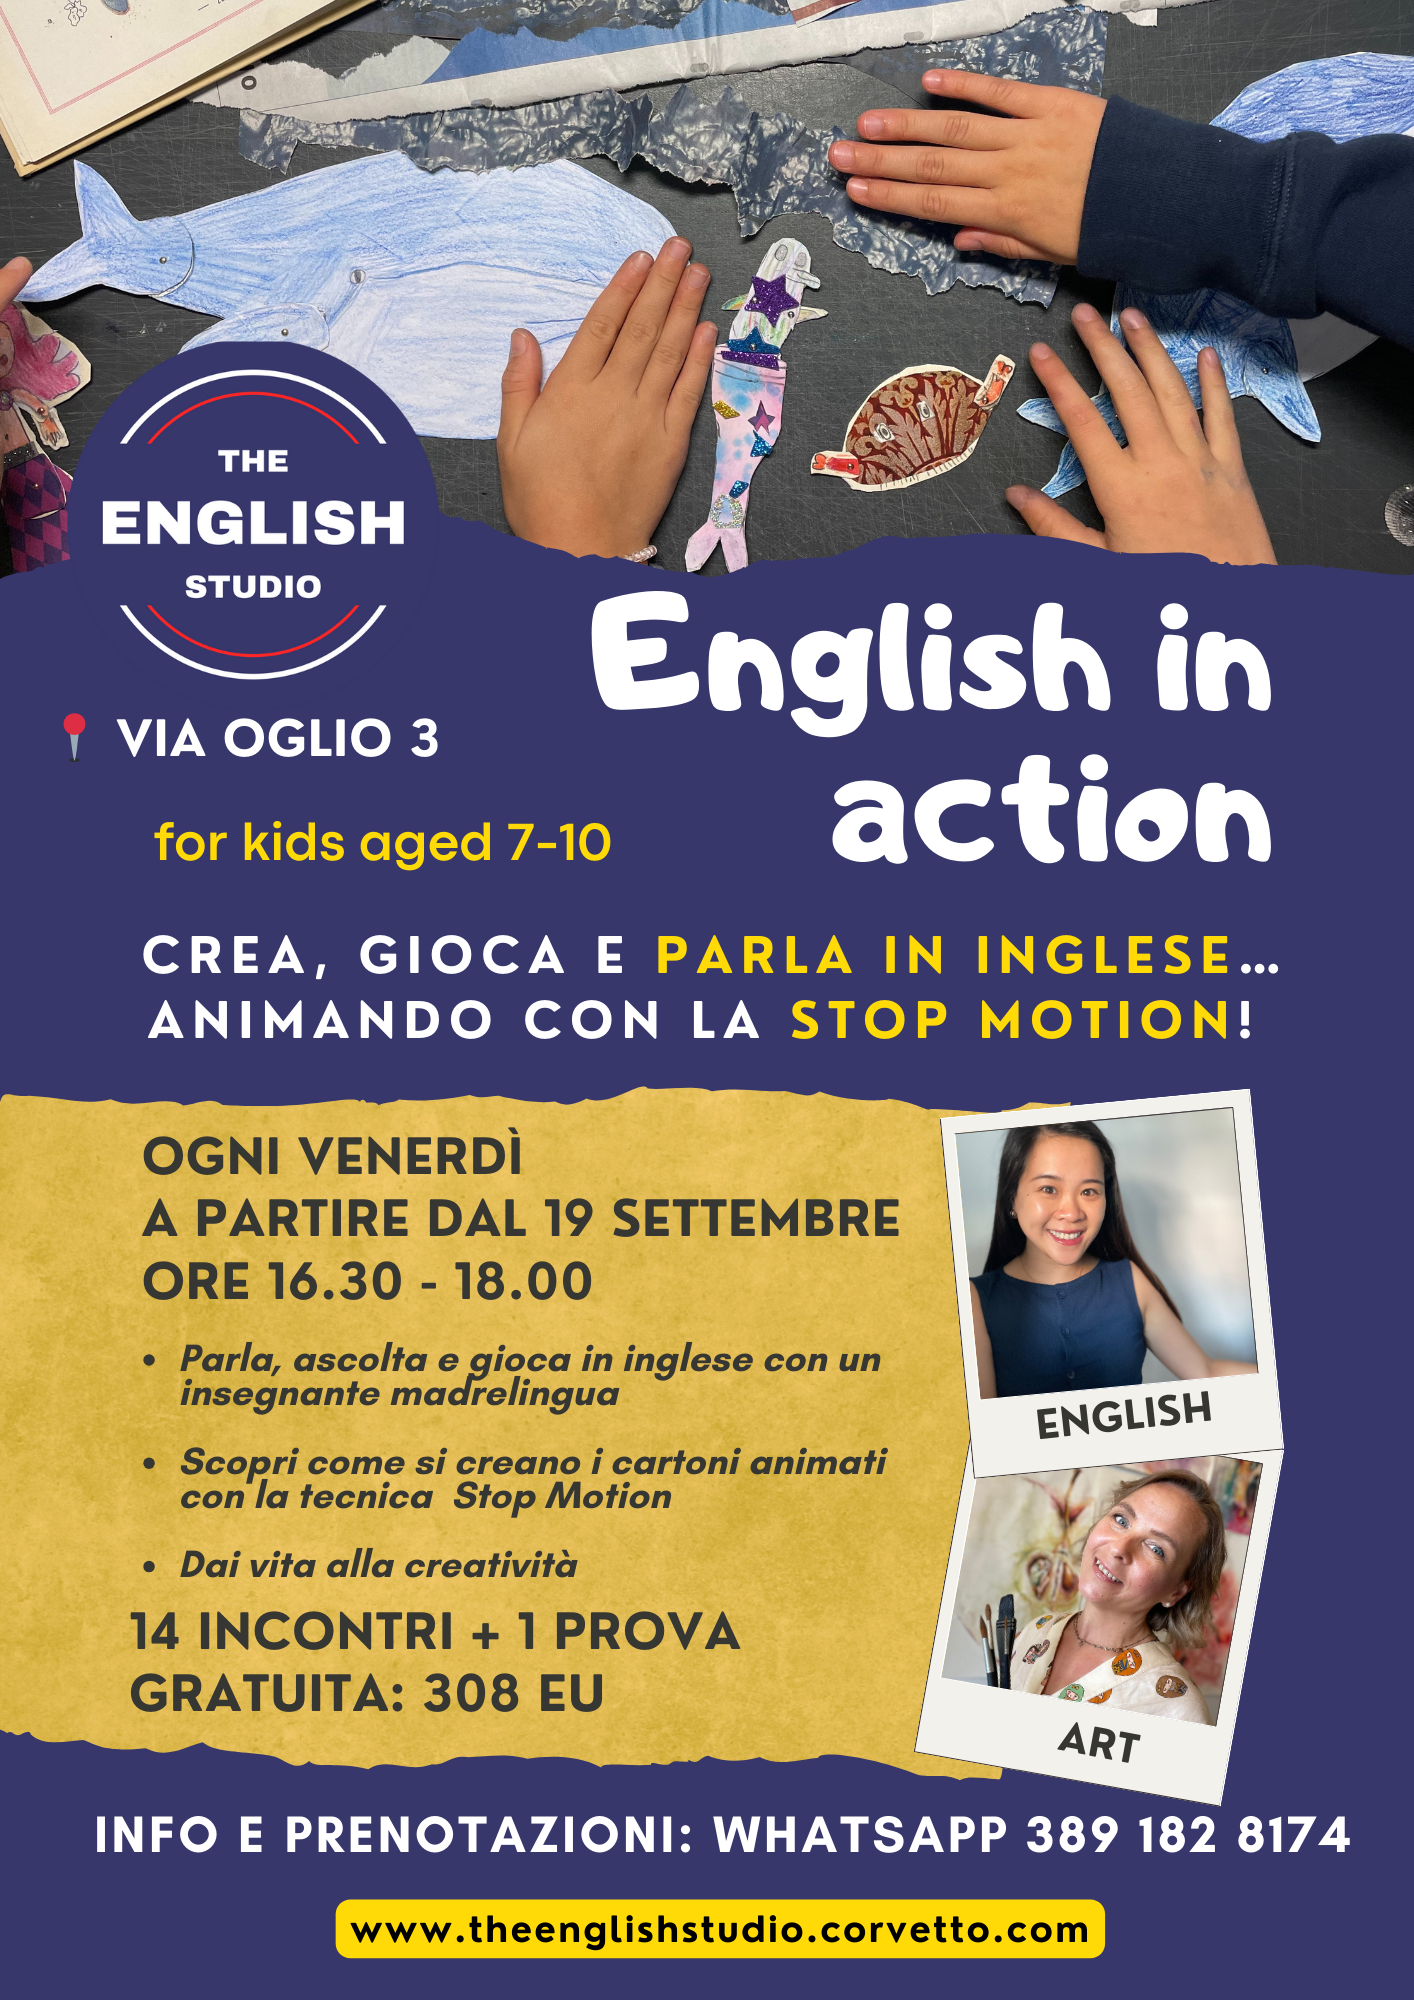 THE
ENGLISH
STUDIO
VIA OGLIO 3
English in
action
for kids aged 7-10
CREA, GIOCA E PARLA IN INGLESE...
ANIMANDO CON LA STOP MOTION!
OGNI VENERDÌ
A PARTIRE DAL 19 SETTEMBRE
ORE 16.30 - 18.00
• Parla, ascolta e gioca in inglese con un
insegnante madrelingua
• Scopri come si creano i cartoni animati
con la tecnica Stop Motion
• Dai vita alla creatività
14 INCONTRI + 1 PROVA
GRATUITA: 308 EU
ENGLISH
ART
INFO E PRENOTAZIONI: WHATSAPP 389 182 8174
www.theenglishstudio.corvetto.com